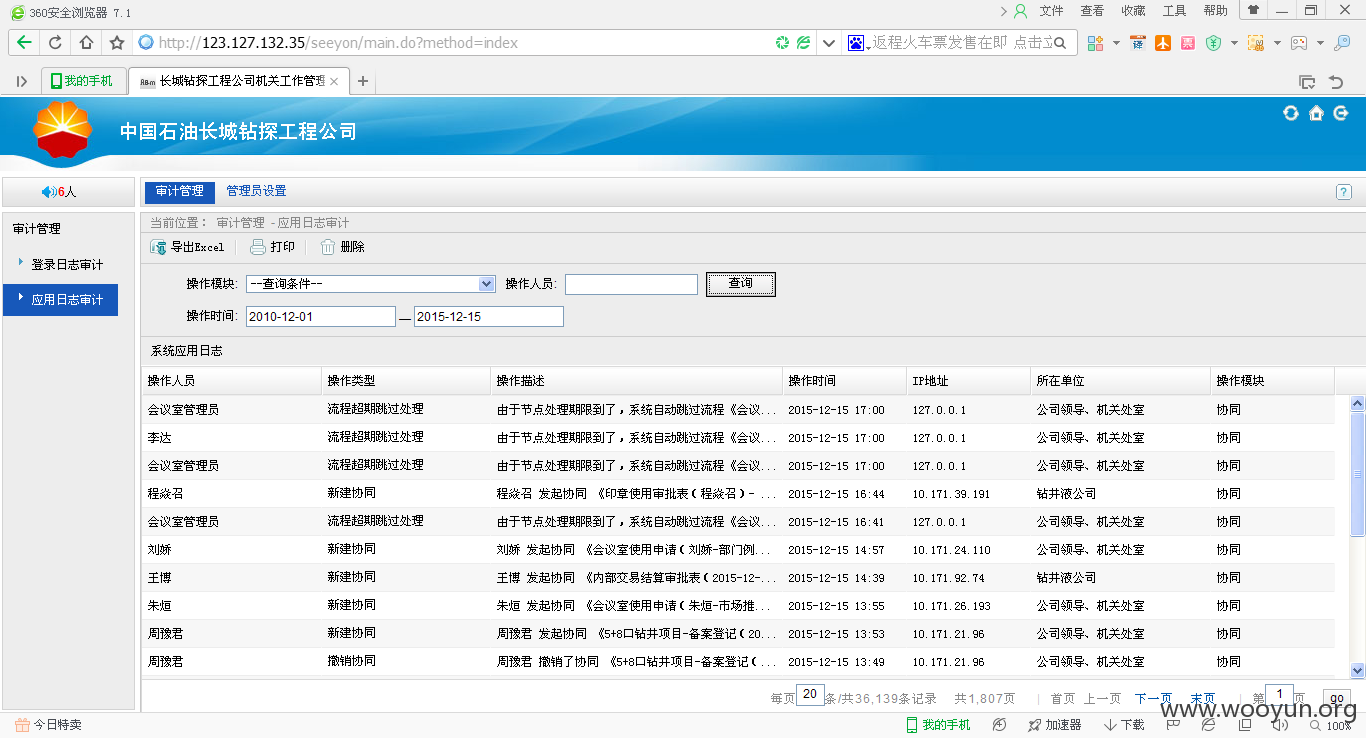 360安全浏览器 7.1
文件 查看 收藏 工具 帮助
http://123.127.132.35/seeyon/main.do?method=index
返程火车票发售在即 点击立
译
票
我的手机
长城钻探工程公司机关工作管理
中国石油长城钻探工程公司
6人
审计管理 管理员设置
?
审计管理
登录日志审计
应用日志审计
当前位置： 审计管理 - 应用日志审计
导出Excel 打印 删除
操作模块: --查询条件-- 操作人员: 查询
操作时间: 2010-12-01 — 2015-12-15
系统应用日志
操作人员 操作类型 操作描述 操作时间 IP地址 所在单位 操作模块
会议室管理员 流程超期跳过处理 由于节点处理期限到了，系统自动跳过流程《会议... 2015-12-15 17:00 127.0.0.1 公司领导、机关处室 协同
李达 流程超期跳过处理 由于节点处理期限到了，系统自动跳过流程《会议... 2015-12-15 17:00 127.0.0.1 公司领导、机关处室 协同
会议室管理员 流程超期跳过处理 由于节点处理期限到了，系统自动跳过流程《会议... 2015-12-15 17:00 127.0.0.1 公司领导、机关处室 协同
程焱召 新建协同 程焱召 发起协同 《印章使用审批表(程焱召)- ... 2015-12-15 16:44 10.171.39.191 钻井液公司 协同
会议室管理员 流程超期跳过处理 由于节点处理期限到了，系统自动跳过流程《会议... 2015-12-15 16:41 127.0.0.1 公司领导、机关处室 协同
刘娇 新建协同 刘娇 发起协同 《会议室使用申请(刘娇-部门例... 2015-12-15 14:57 10.171.24.110 公司领导、机关处室 协同
王博 新建协同 王博 发起协同 《内部交易结算审批表(2015-12-... 2015-12-15 14:39 10.171.92.74 钻井液公司 协同
朱烜 新建协同 朱烜 发起协同 《会议室使用申请(朱烜-市场推... 2015-12-15 13:55 10.171.26.193 公司领导、机关处室 协同
周豫君 新建协同 周豫君 发起协同 《5+8口钻井项目-备案登记(20... 2015-12-15 13:53 10.171.21.96 公司领导、机关处室 协同
周豫君 撤销协同 周豫君 撤销了协同 《5+8口钻井项目-备案登记(... 2015-12-15 13:49 10.171.21.96 公司领导、机关处室 协同
每页 20 条/共36,139条记录 共1,807页 首页 上一页 下一页 末页 第 1 页 go
www.wooyun.org
今日特卖
我的手机 加速器 下载 100%